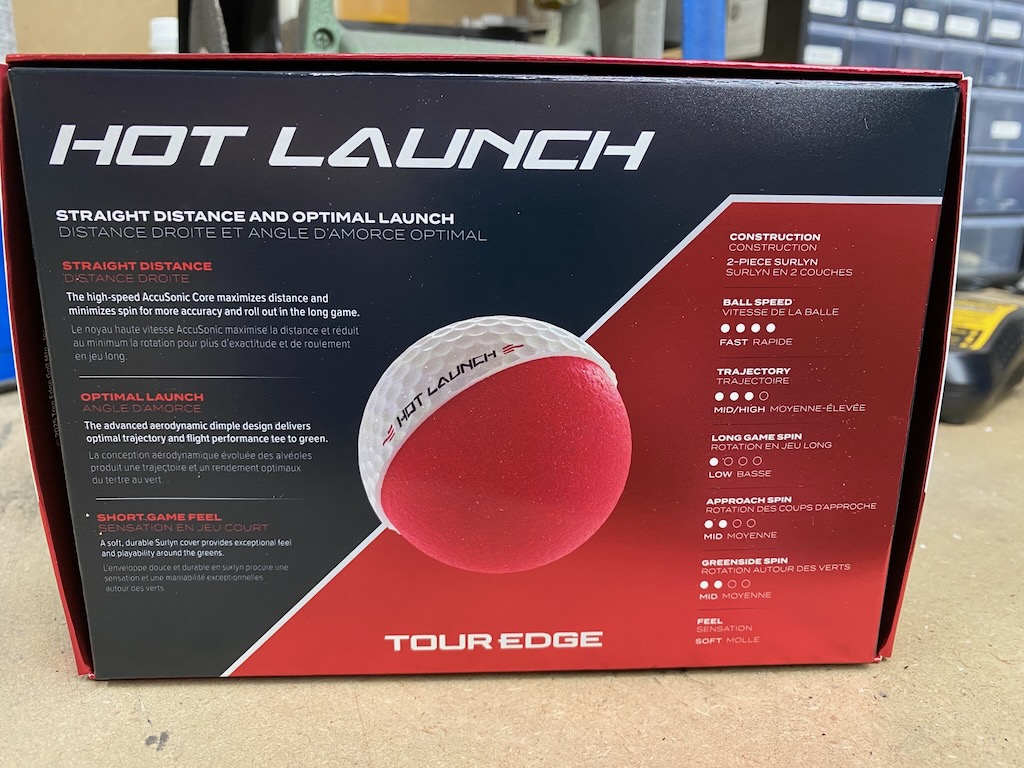 HOT LAUNCH
STRAIGHT DISTANCE AND OPTIMAL LAUNCH
DISTANCE DROITE ET ANGLE D'AMORCE OPTIMAL
STRAIGHT DISTANCE
DISTANCE DROITE
The high-speed AccuSonic Core maximizes distance and
minimizes spin for more accuracy and roll out in the long game.
Le noyau haute vitesse AccuSonic maximise la distance et réduit
au minimum la rotation pour plus d'exactitude et de roulement
en jeu long.
OPTIMAL LAUNCH
ANGLE D'AMORCE
The advanced aerodynamic dimple design delivers
optimal trajectory and flight performance tee to green.
La conception aérodynamique évoluée des alvéoles
produit une trajectoire et un rendement optimaux
du tertre au vert.
SHORT GAME FEEL
SENSATION EN JEU COURT
A soft, durable Surlyn cover provides exceptional feel
and playability around the greens.
L'enveloppe douce et durable en surlyn procure une
sensation et une maniabilité exceptionnelles
autour des verts.
HOT LAUNCH
CONSTRUCTION
CONSTRUCTION
2-PIECE SURLYN
SURLYN EN 2 COUCHES
BALL SPEED
VITESSE DE LA BALLE
FAST RAPIDE
TRAJECTORY
TRAJECTOIRE
MID/HIGH MOYENNE-ÉLEVÉE
LONG GAME SPIN
ROTATION EN JEU LONG
LOW BASSE
APPROACH SPIN
ROTATION DES COUPS D'APPROCHE
MID MOYENNE
GREENSIDE SPIN
ROTATION AUTOUR DES VERTS
MID MOYENNE
FEEL
SENSATION
SOFT MOLLE
TOUR EDGE